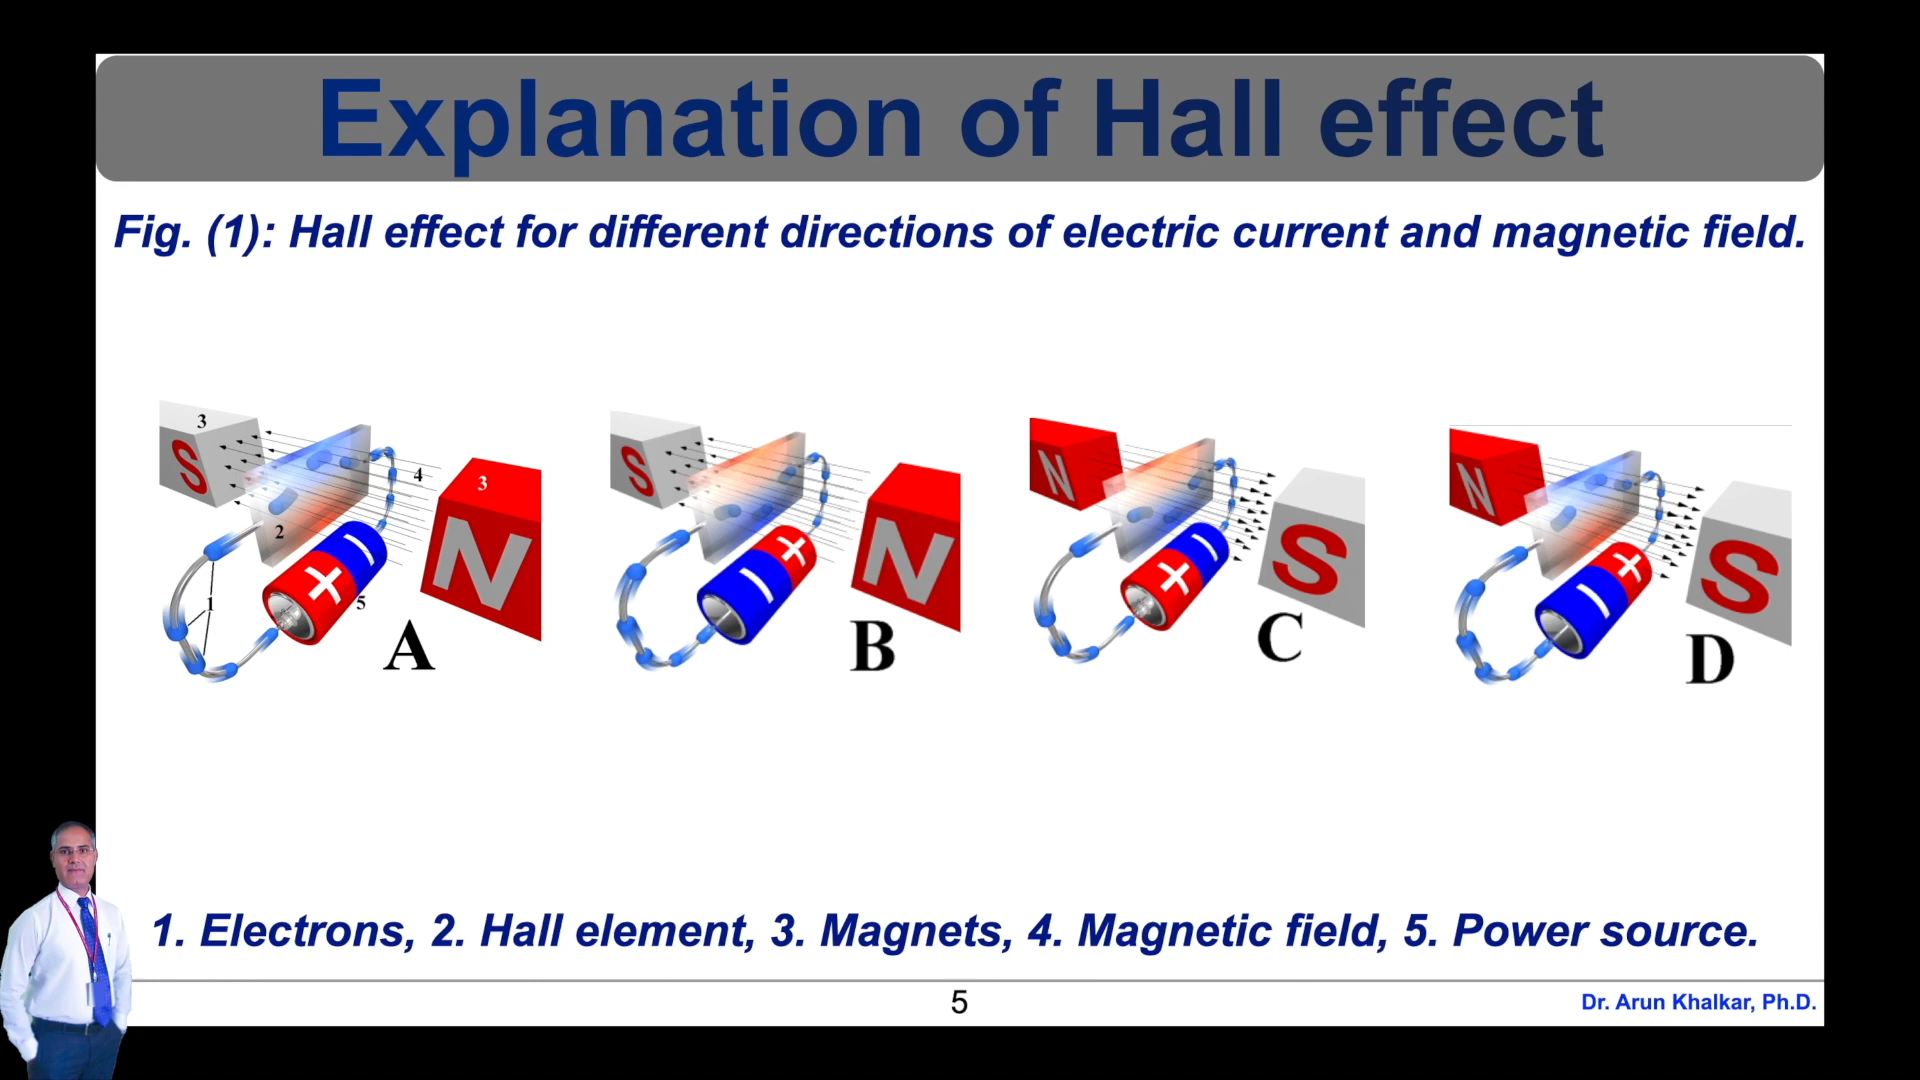 Explanation of Hall effect
Fig. (1): Hall effect for different directions of electric current and magnetic field.
3
S
4
3
2
N
+
−
1
5
A
S
N
+
−
B
N
S
+
−
C
N
S
+
−
D
1. Electrons, 2. Hall element, 3. Magnets, 4. Magnetic field, 5. Power source.
5
Dr. Arun Khalkar, Ph.D.